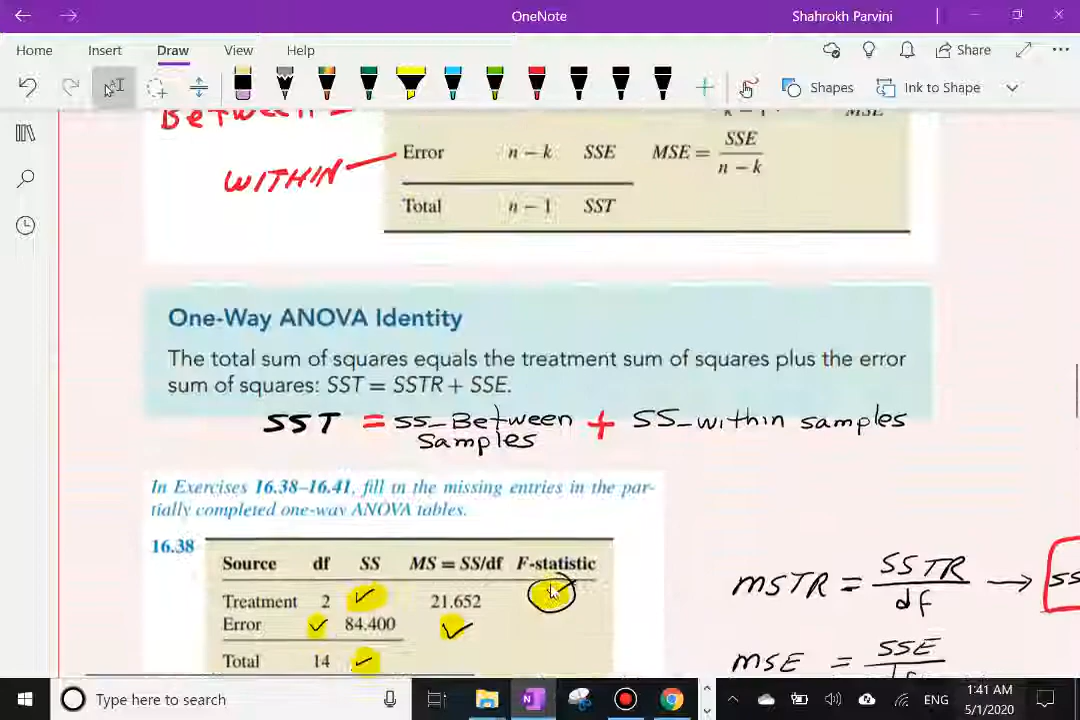 OneNote
Shahrokh Parvini
Home Insert Draw View Help
Share
Shapes
Ink to Shape
Between
k - 1
MSE
WITHIN
Error n - k SSE MSE = SSE / n - k
Total n - 1 SST
One-Way ANOVA Identity
The total sum of squares equals the treatment sum of squares plus the error
sum of squares: SST = SSTR + SSE.
SST = SS_Between + SS_within samples
Samples
In Exercises 16.38–16.41, fill in the missing entries in the par-
tially completed one-way ANOVA tables.
16.38
Source df SS MS = SS/df F-statistic
Treatment 2 21.652
Error 84.400
Total 14
MSTR = SSTR / df → SS
MSE = SSE
Type here to search
ENG
1:41 AM
5/1/2020